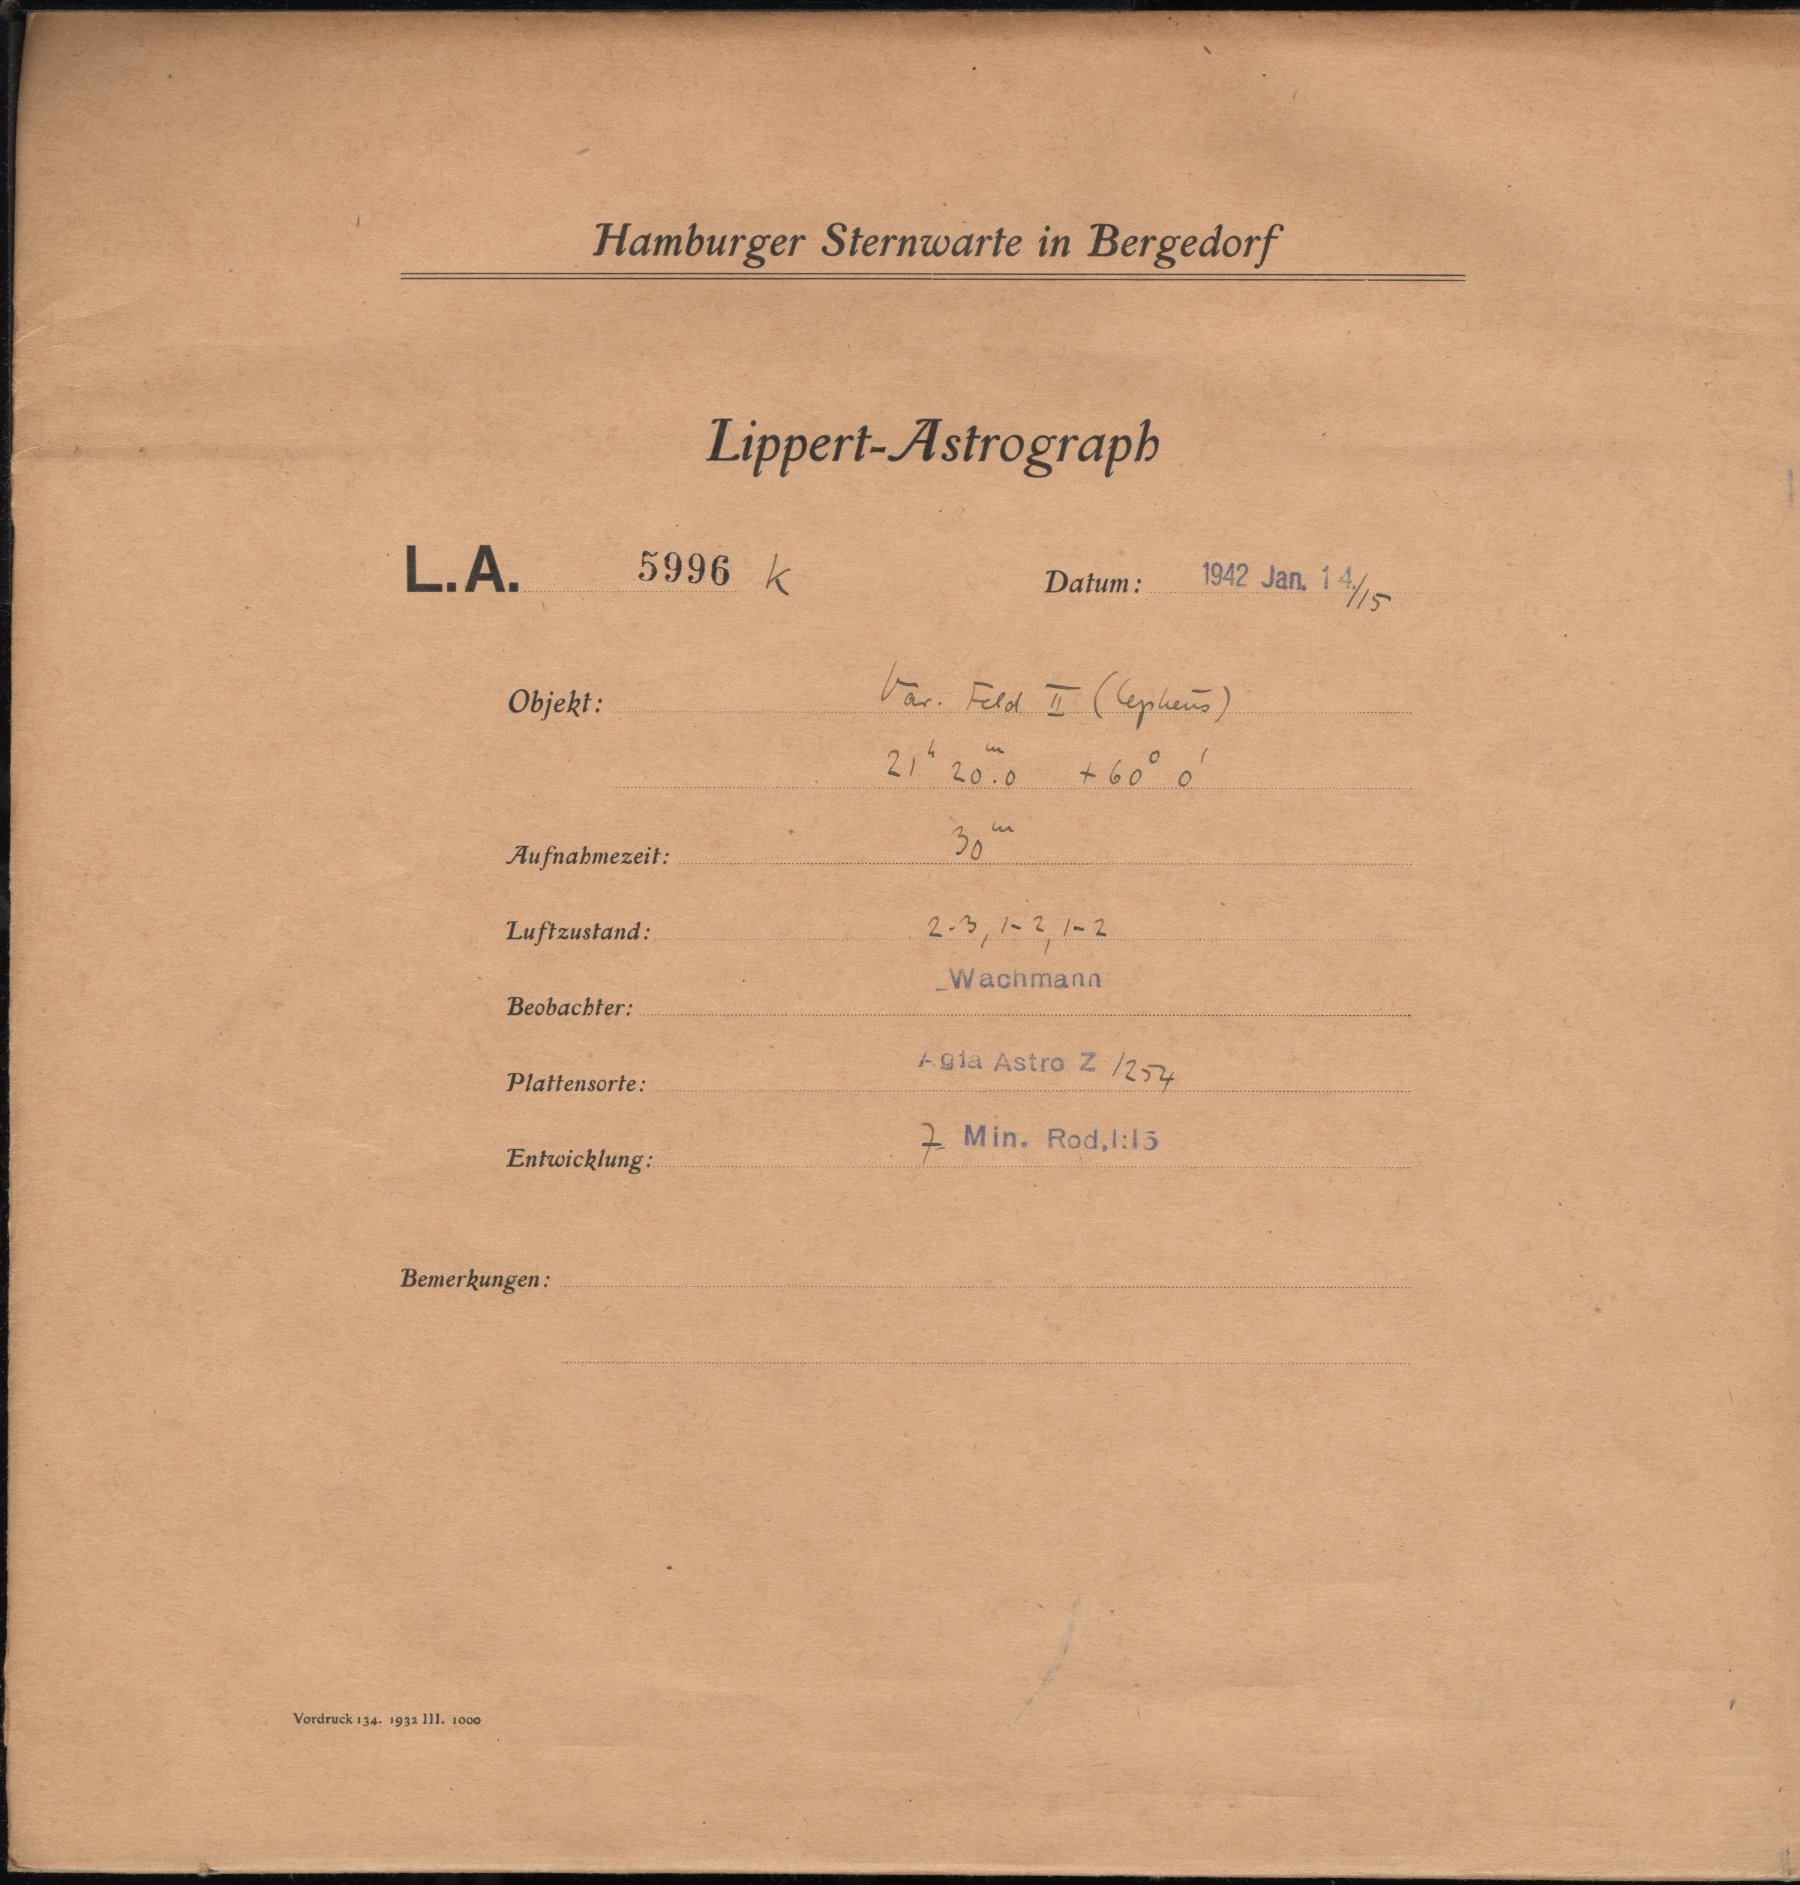 Hamburger Sternwarte in Bergedorf
Lippert-Astrograph
L.A. 5996 K Datum: 1942 Jan. 14./15
Objekt: Var. Feld II (Cepheus)
21h 20m.0 +60° 0'
Aufnahmezeit: 30m
Luftzustand: 2-3, 1-2, 1-2
Beobachter: Wachmann
Plattensorte: Agfa Astro Z 1254
Entwicklung: 7 Min. Rod. 1:15
Bemerkungen:
Vordruck 134. 1932 III. 1000